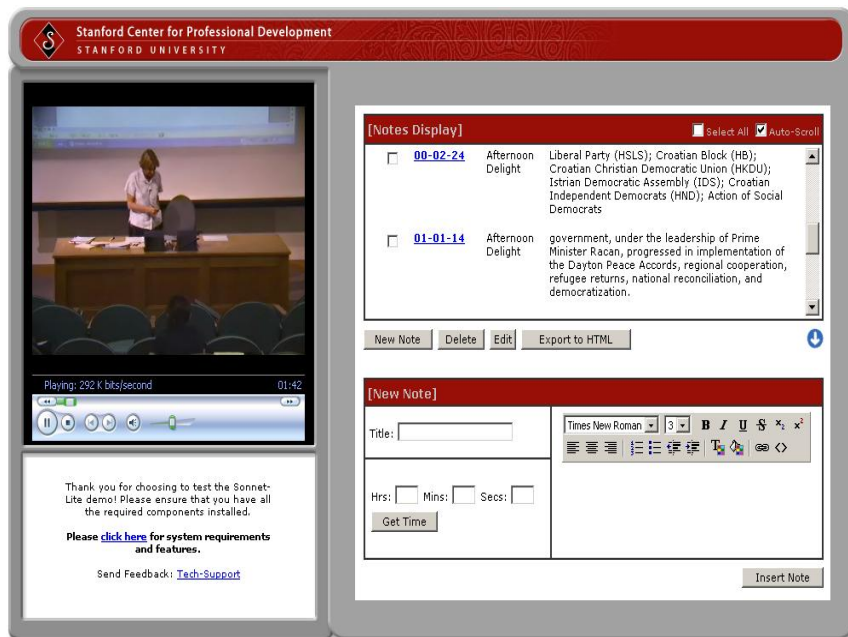 Stanford Center for Professional Development
STANFORD UNIVERSITY
Playing: 292 K bits/second 01:42
Thank you for choosing to test the Sonnet-
Lite demo! Please ensure that you have all
the required components installed.
Please click here for system requirements
and features.
Send Feedback: Tech-Support
[Notes Display] Select All Auto-Scroll
00-02-24 Afternoon Delight Liberal Party (HSLS); Croatian Block (HB);
Croatian Christian Democratic Union (HKDU);
Istrian Democratic Assembly (IDS); Croatian
Independent Democrats (HND); Action of Social
Democrats
01-01-14 Afternoon Delight government, under the leadership of Prime
Minister Racan, progressed in implementation of
the Dayton Peace Accords, regional cooperation,
refugee returns, national reconciliation, and
democratization.
New Note Delete Edit Export to HTML
[New Note]
Title:
Times New Roman 3 B I U S x₂ x²
Hrs: Mins: Secs:
Get Time
Insert Note